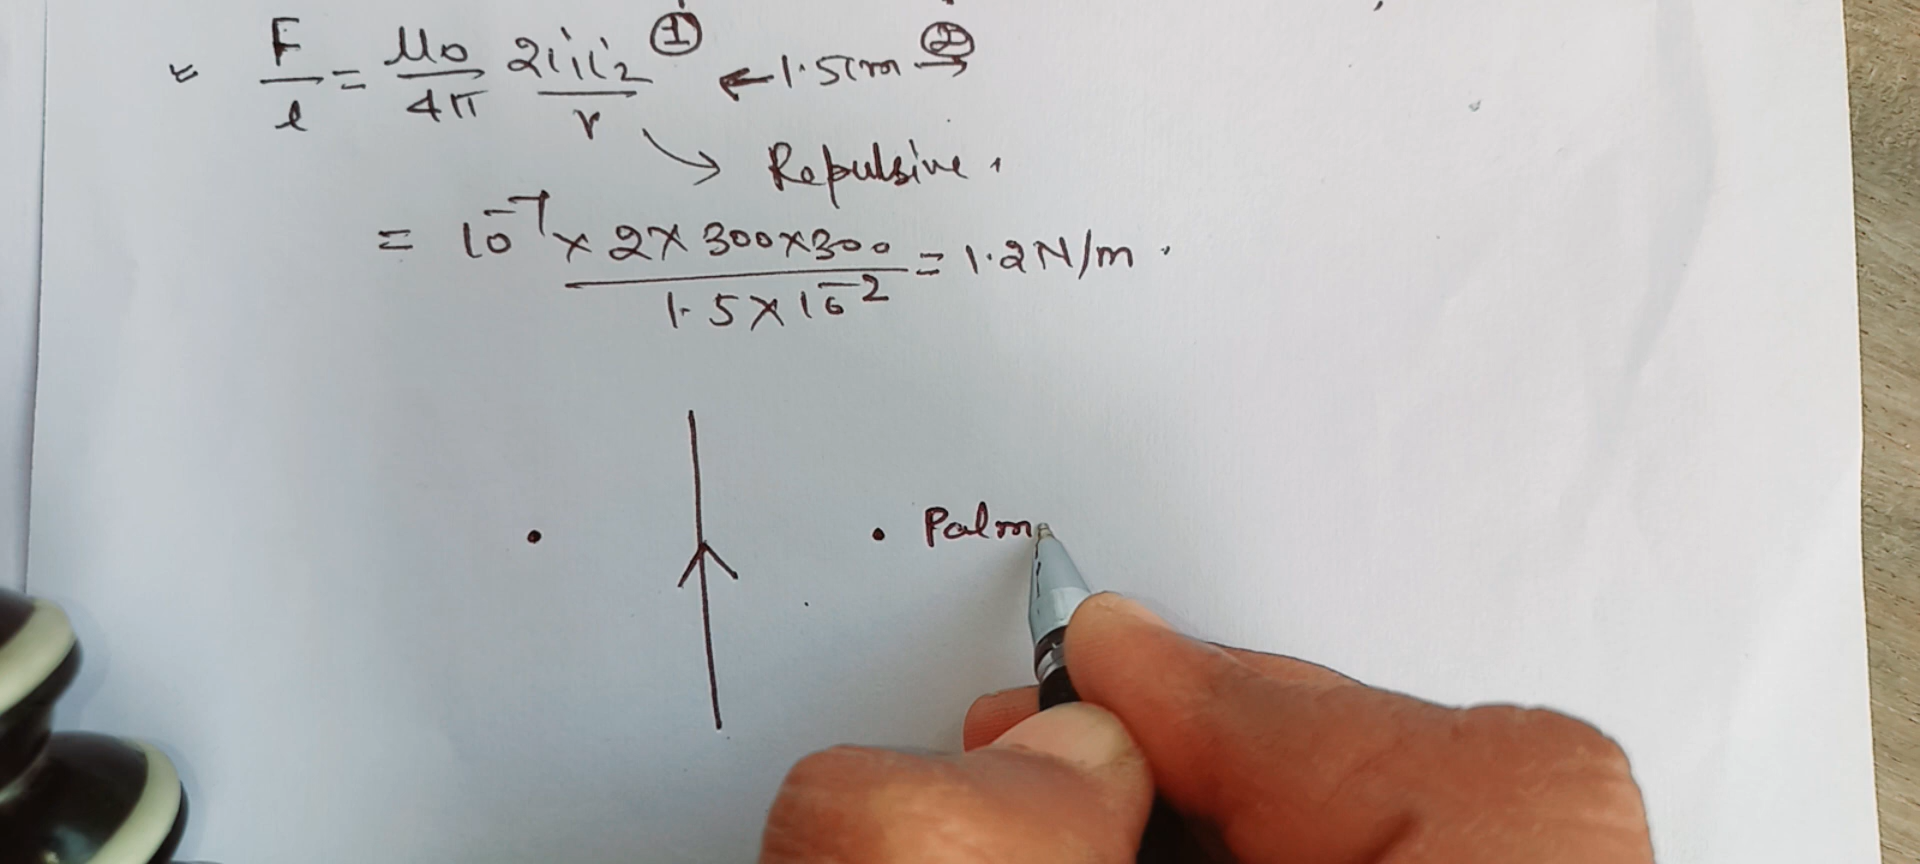 F/l = μ0/4π 2i1i2/r ① ←1.5cm→ ②
→ Repulsive.
= 10^-7 × 2 × 300 × 300 / 1.5 × 10^-2 = 1.2 N/m.
Palm